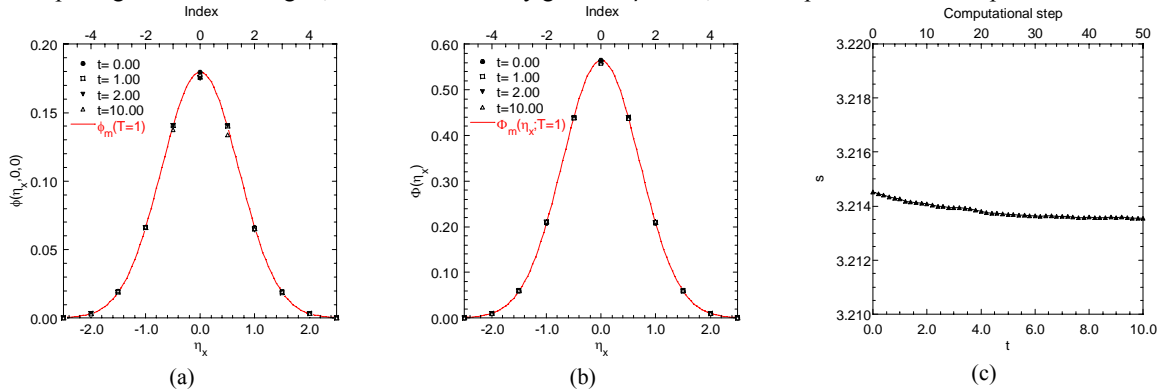 Index
-4 -2 0 2 4
0.20
0.15
0.10
0.05
0.00
ϕ(ηx,0,0)
t= 0.00
t= 1.00
t= 2.00
t=10.00
ϕm(T=1)
-2.0 -1.0 0.0 1.0 2.0
ηx
(a)
Index
-4 -2 0 2 4
0.60
0.50
0.40
0.30
0.20
0.10
0.00
Φ(ηx)
t= 0.00
t= 1.00
t= 2.00
t=10.00
Φm(ηx;T=1)
-2.0 -1.0 0.0 1.0 2.0
ηx
(b)
Computational step
0 10 20 30 40 50
3.220
3.218
3.216
3.214
3.212
3.210
s
0.0 2.0 4.0 6.0 8.0 10.0
t
(c)